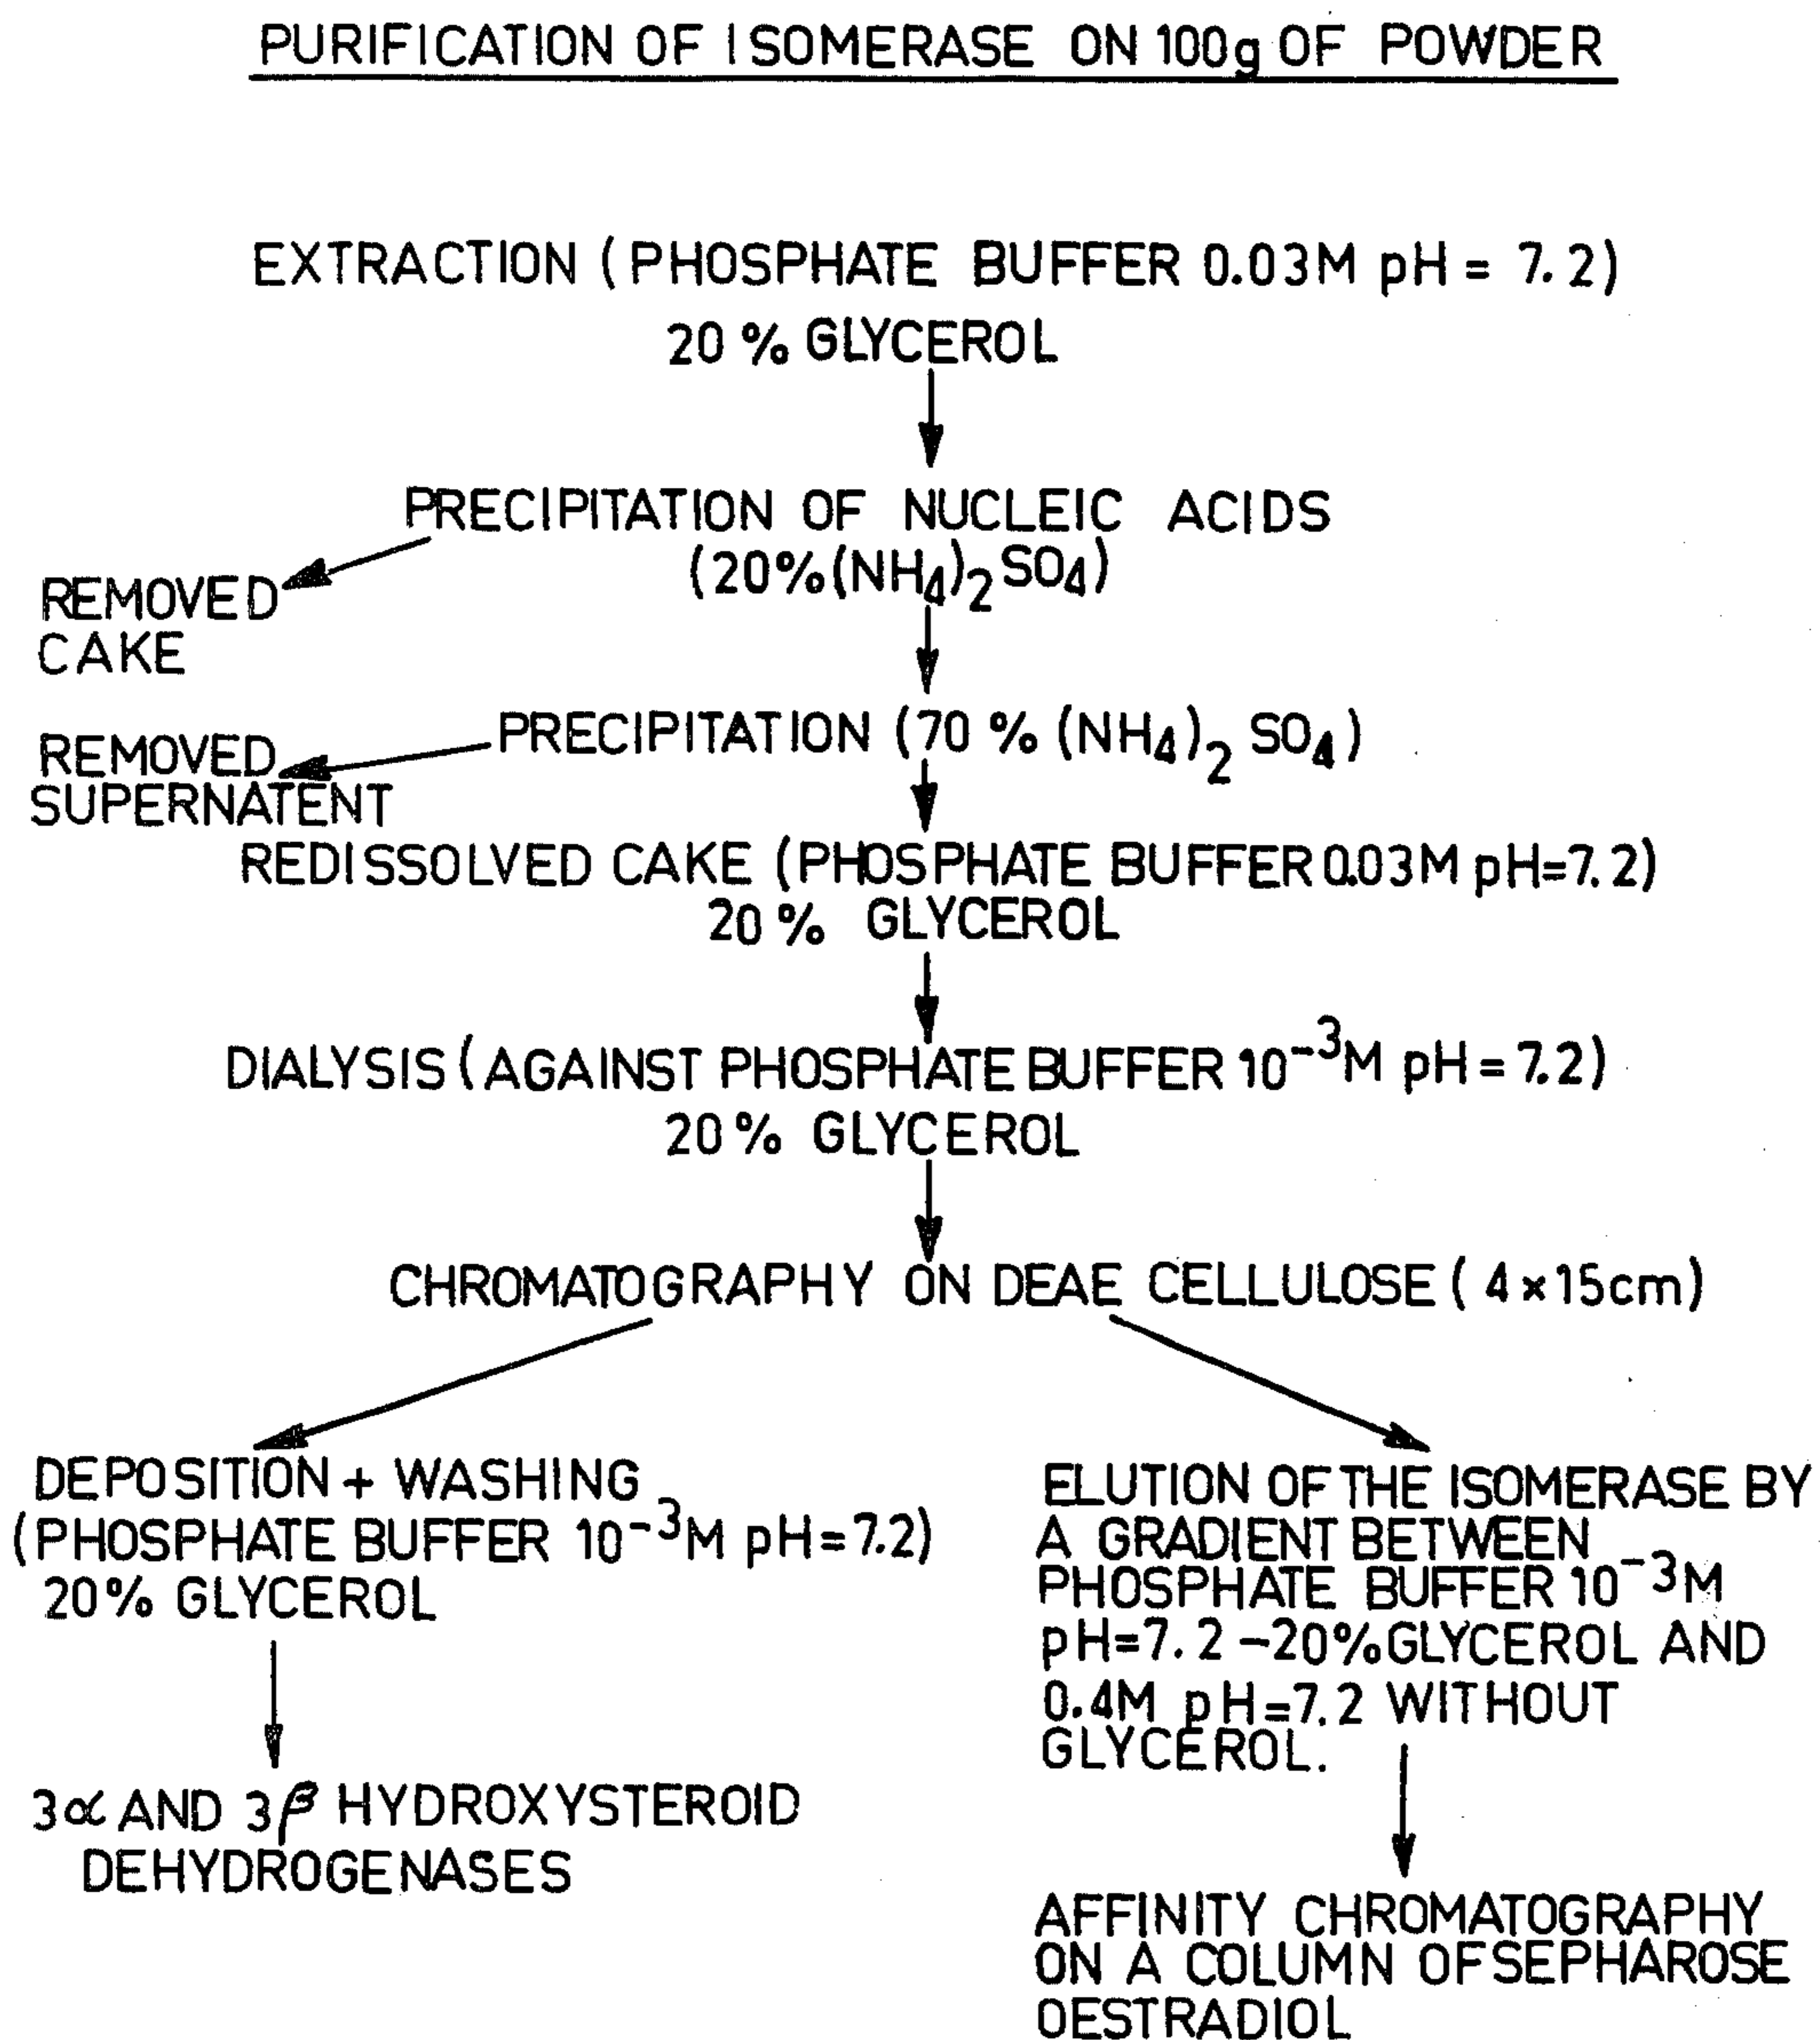 PURIFICATION OF ISOMERASE ON 100g OF POWDER
EXTRACTION (PHOSPHATE BUFFER 0.03M pH = 7.2)
20 % GLYCEROL
PRECIPITATION OF NUCLEIC ACIDS
(20%(NH4)2 SO4)
REMOVED
CAKE
PRECIPITATION (70 % (NH4)2 SO4)
REMOVED
SUPERNATENT
REDISSOLVED CAKE (PHOSPHATE BUFFER 0.03M pH=7.2)
20 % GLYCEROL
DIALYSIS (AGAINST PHOSPHATE BUFFER 10⁻³M pH = 7.2)
20 % GLYCEROL
CHROMATOGRAPHY ON DEAE CELLULOSE ( 4 × 15cm)
DEPOSITION + WASHING
(PHOSPHATE BUFFER 10⁻³M pH=7.2)
20% GLYCEROL
3α AND 3β HYDROXYSTEROID
DEHYDROGENASES
ELUTION OF THE ISOMERASE BY
A GRADIENT BETWEEN
PHOSPHATE BUFFER 10⁻³M
pH=7.2 –20% GLYCEROL AND
0.4M pH=7.2 WITHOUT
GLYCEROL.
AFFINITY CHROMATOGRAPHY
ON A COLUMN OF SEPHAROSE
OESTRADIOL